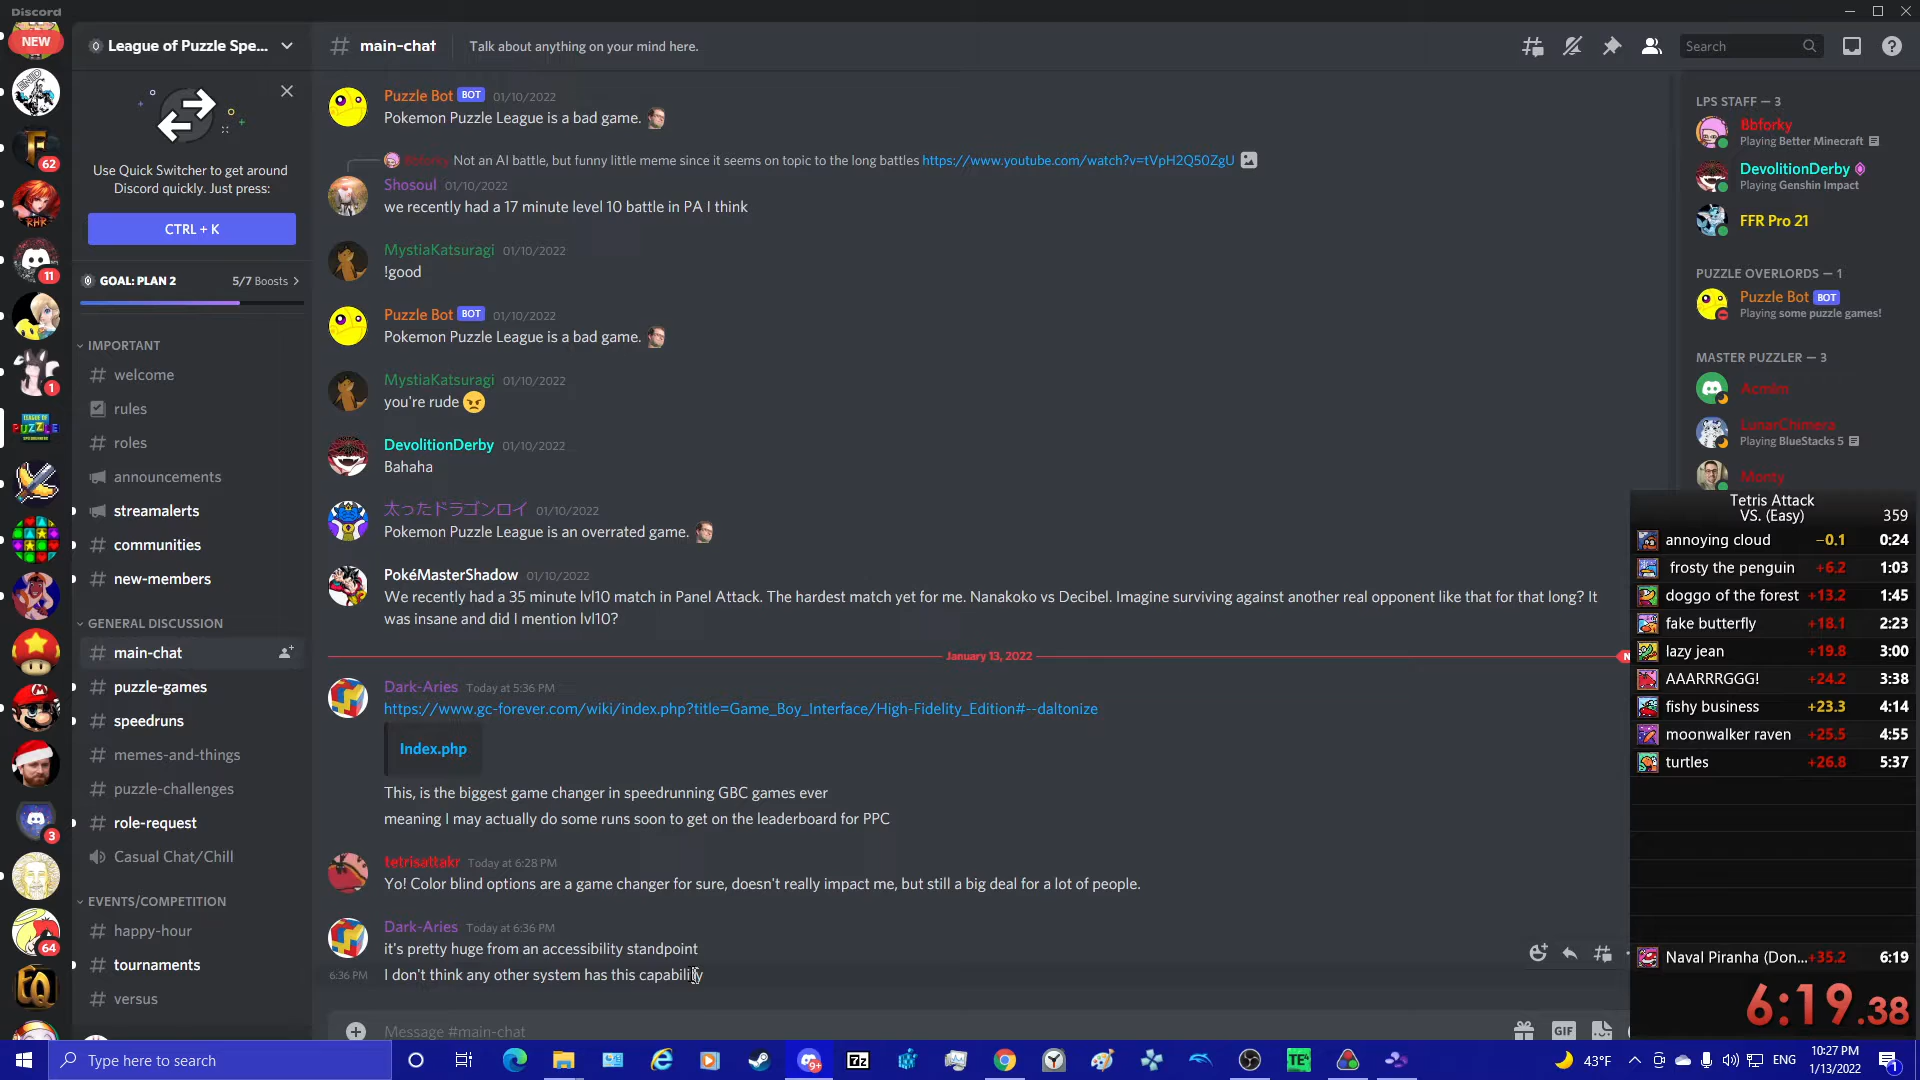 Discord
NEW
62
RHR
11
1
LEAGUE OF
PUZZLE
3
64
EQ
League of Puzzle Spe...
Use Quick Switcher to get around
Discord quickly. Just press:
CTRL + K
GOAL: PLAN 2 5/7 Boosts
IMPORTANT
welcome
rules
roles
announcements
streamalerts
communities
new-members
GENERAL DISCUSSION
main-chat
puzzle-games
speedruns
memes-and-things
puzzle-challenges
role-request
Casual Chat/Chill
EVENTS/COMPETITION
happy-hour
tournaments
versus
main-chat Talk about anything on your mind here.
Search
Puzzle Bot BOT 01/10/2022
Pokemon Puzzle League is a bad game.
Bbforky Not an AI battle, but funny little meme since it seems on topic to the long battles https://www.youtube.com/watch?v=tVpH2Q50ZgU
Shosoul 01/10/2022
we recently had a 17 minute level 10 battle in PA I think
MystiaKatsuragi 01/10/2022
!good
Puzzle Bot BOT 01/10/2022
Pokemon Puzzle League is a bad game.
MystiaKatsuragi 01/10/2022
you're rude
DevolitionDerby 01/10/2022
Bahaha
太ったドラゴンロイ 01/10/2022
Pokemon Puzzle League is an overrated game.
PokéMasterShadow 01/10/2022
We recently had a 35 minute lvl10 match in Panel Attack. The hardest match yet for me. Nanakoko vs Decibel. Imagine surviving against another real opponent like that for that long? It
was insane and did I mention lvl10?
January 13, 2022
N
Dark-Aries Today at 5:36 PM
https://www.gc-forever.com/wiki/index.php?title=Game_Boy_Interface/High-Fidelity_Edition#--daltonize
Index.php
This, is the biggest game changer in speedrunning GBC games ever
meaning I may actually do some runs soon to get on the leaderboard for PPC
tetrisattakr Today at 6:28 PM
Yo! Color blind options are a game changer for sure, doesn't really impact me, but still a big deal for a lot of people.
Dark-Aries Today at 6:36 PM
it's pretty huge from an accessibility standpoint
6:36 PM I don't think any other system has this capability
Message #main-chat
GIF
LPS STAFF — 3
Bbforky
Playing Better Minecraft
DevolitionDerby
Playing Genshin Impact
FFR Pro 21
PUZZLE OVERLORDS — 1
Puzzle Bot BOT
Playing some puzzle games!
MASTER PUZZLER — 3
Acmlm
LunarChimera
Playing BlueStacks 5
Monty
Tetris Attack
VS. (Easy) 359
annoying cloud −0.1 0:24
frosty the penguin +6.2 1:03
doggo of the forest +13.2 1:45
fake butterfly +18.1 2:23
lazy jean +19.8 3:00
AAARRRGGG! +24.2 3:38
fishy business +23.3 4:14
moonwalker raven +25.5 4:55
turtles +26.8 5:37
Naval Piranha (Don... +35.2 6:19
6:19.38
Type here to search
9+
7z
TE
43°F
ENG
10:27 PM
1/13/2022
1